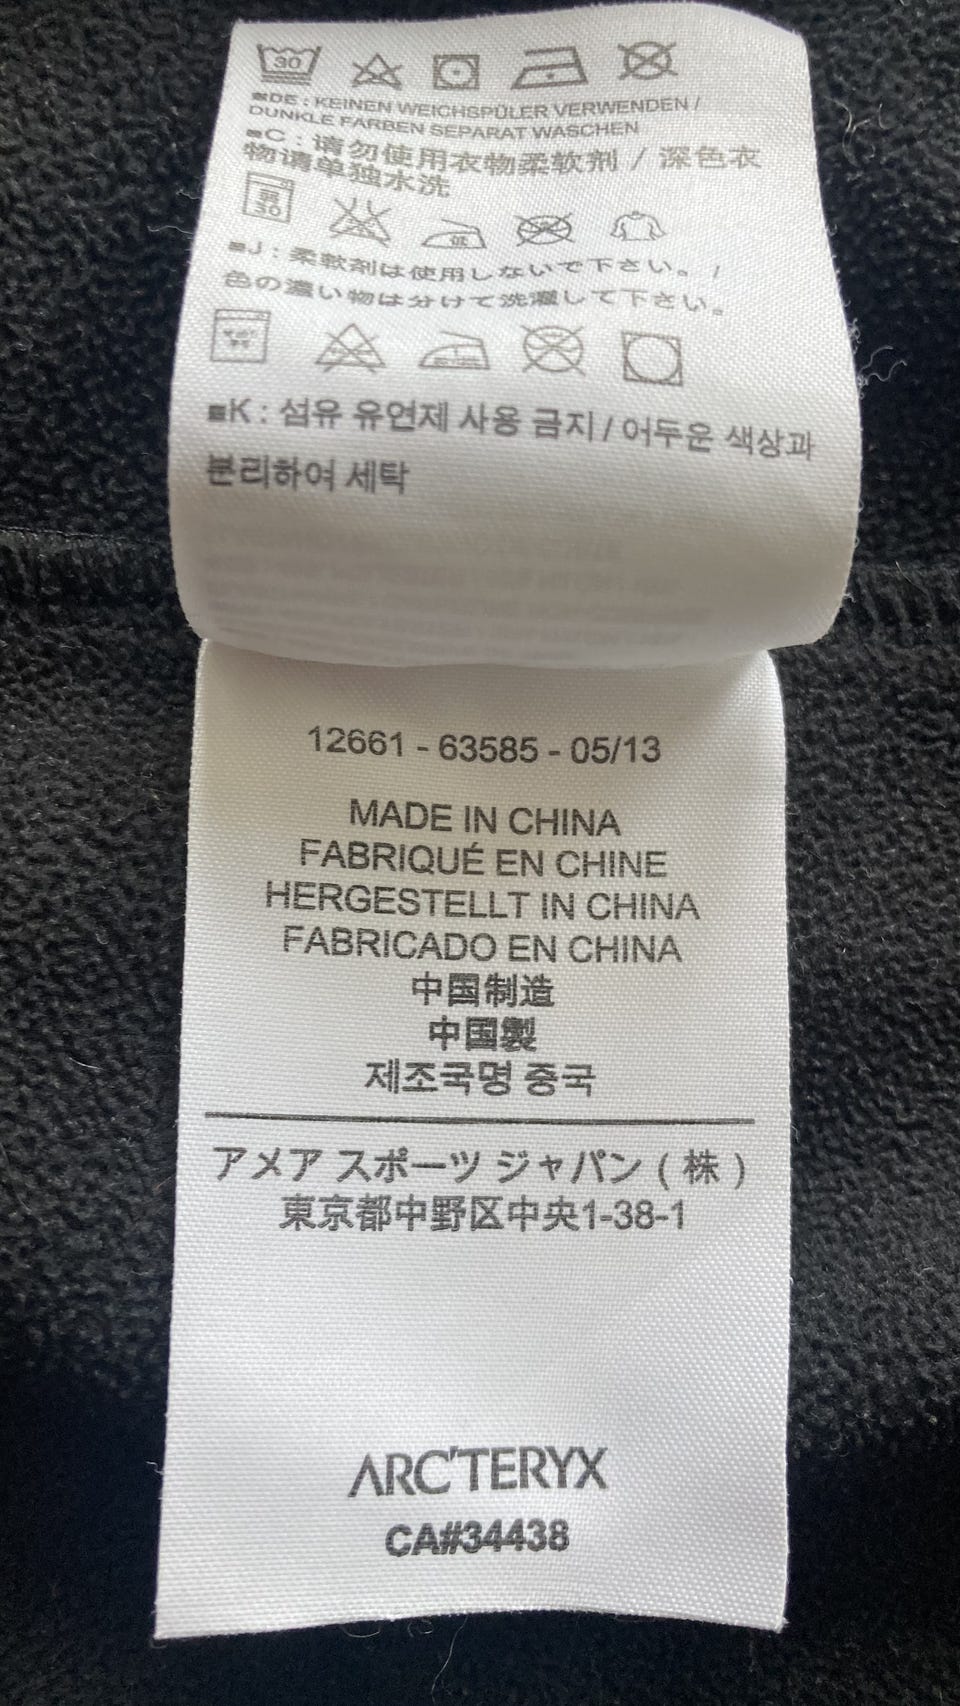 30
DE : KEINEN WEICHSPÜLER VERWENDEN /
DUNKLE FARBEN SEPARAT WASCHEN
C : 请勿使用衣物柔软剂 / 深色衣
物请单独水洗
30
J : 柔軟剤は使用しないで下さい。 /
色の濃い物は分けて洗濯して下さい。
K : 섬유 유연제 사용 금지 / 어두운 색상과
분리하여 세탁
12661 - 63585 - 05/13
MADE IN CHINA
FABRIQUÉ EN CHINE
HERGESTELLT IN CHINA
FABRICADO EN CHINA
中国制造
中国製
제조국명 중국
アメア スポーツ ジャパン ( 株 )
東京都中野区中央1-38-1
ARC'TERYX
CA#34438